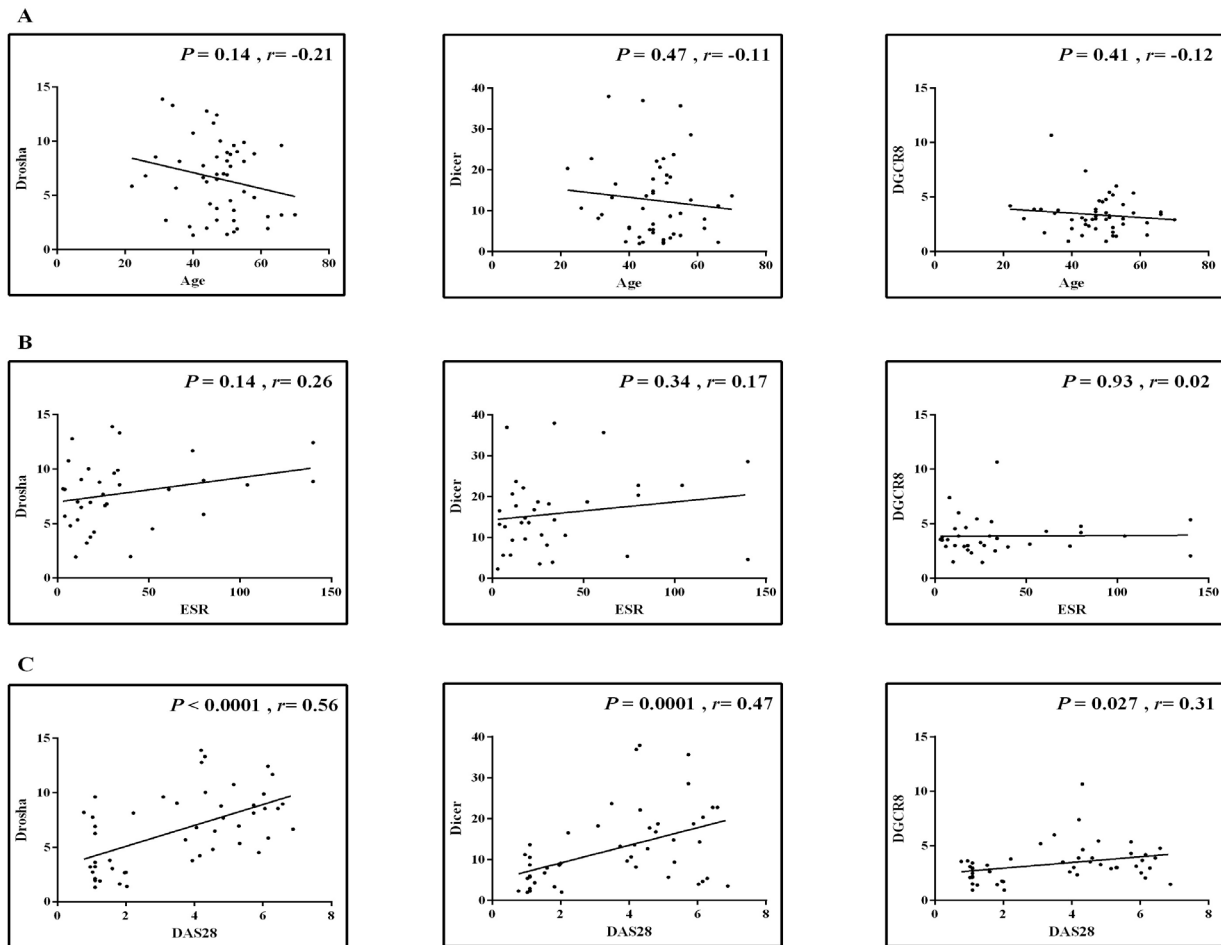 A
P = 0.14 , r= -0.21
15
10
5
0
0 20 40 60 80
Drosha
Age
P = 0.47 , r= -0.11
40
30
20
10
0
0 20 40 60 80
Dicer
Age
P = 0.41 , r= -0.12
15
10
5
0
0 20 40 60 80
DGCR8
Age
B
P = 0.14 , r= 0.26
15
10
5
0
0 50 100 150
Drosha
ESR
P = 0.34 , r= 0.17
40
30
20
10
0
0 50 100 150
Dicer
ESR
P = 0.93 , r= 0.02
15
10
5
0
0 50 100 150
DGCR8
ESR
C
P < 0.0001 , r= 0.56
15
10
5
0
0 2 4 6 8
Drosha
DAS28
P = 0.0001 , r= 0.47
40
30
20
10
0
0 2 4 6 8
Dicer
DAS28
P = 0.027 , r= 0.31
15
10
5
0
0 2 4 6 8
DGCR8
DAS28